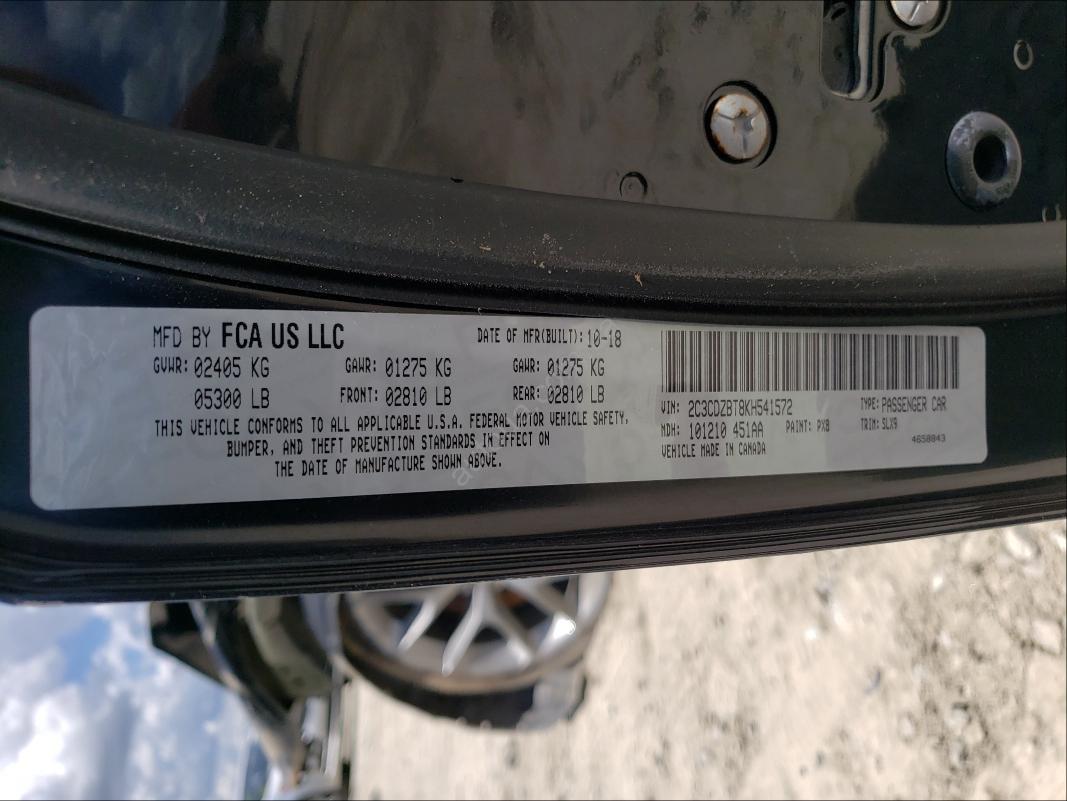 MFD BY FCA US LLC DATE OF MFR(BUILT): 10-18
GVWR: 02405 KG GAWR: 01275 KG GAWR: 01275 KG
05300 LB FRONT: 02810 LB REAR: 02810 LB
THIS VEHICLE CONFORMS TO ALL APPLICABLE U.S.A. FEDERAL MOTOR VEHICLE SAFETY,
BUMPER, AND THEFT PREVENTION STANDARDS IN EFFECT ON
THE DATE OF MANUFACTURE SHOWN ABOVE.
VIN: 2C3CDZBT8KH541572 TYPE: PASSENGER CAR
MDH: 101210 451AA PAINT: PX8 TRIM: SLX9
VEHICLE MADE IN CANADA 4658843